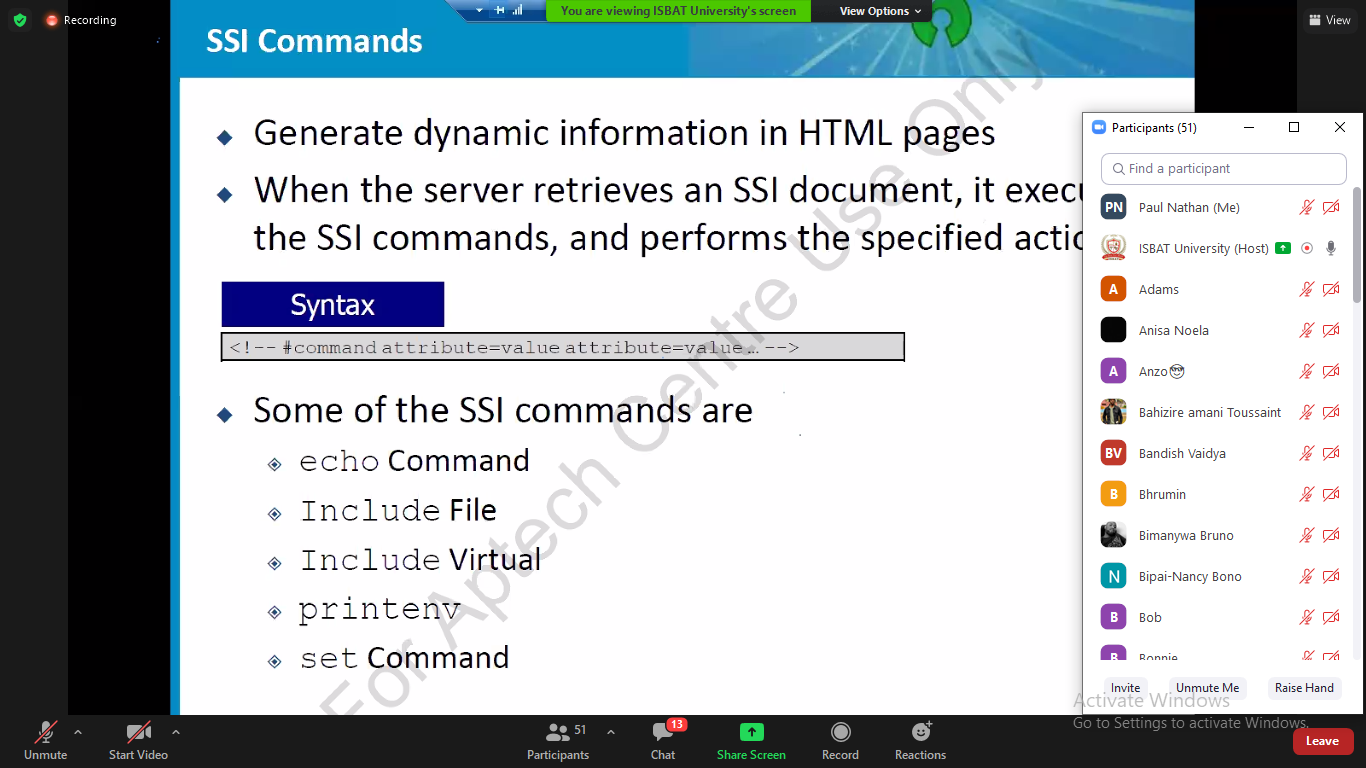 Recording
You are viewing ISBAT University's screen
View Options
View
SSI Commands
Generate dynamic information in HTML pages
When the server retrieves an SSI document, it execu
the SSI commands, and performs the specified actio
Syntax
<!-- #command attribute=value attribute=value… -->
Some of the SSI commands are
echo Command
Include File
Include Virtual
printenv
set Command
For Aptech Centre Use Only
Participants (51)
Find a participant
PN Paul Nathan (Me)
ISBAT University (Host)
A Adams
Anisa Noela
A Anzo🤓
Bahizire amani Toussaint
BV Bandish Vaidya
B Bhrumin
Bimanywa Bruno
N Bipai-Nancy Bono
B Bob
B Bonnie
Invite Unmute Me Raise Hand
Activate Windows
Go to Settings to activate Windows.
Unmute
Start Video
51
Participants
13
Chat
Share Screen
Record
Reactions
Leave